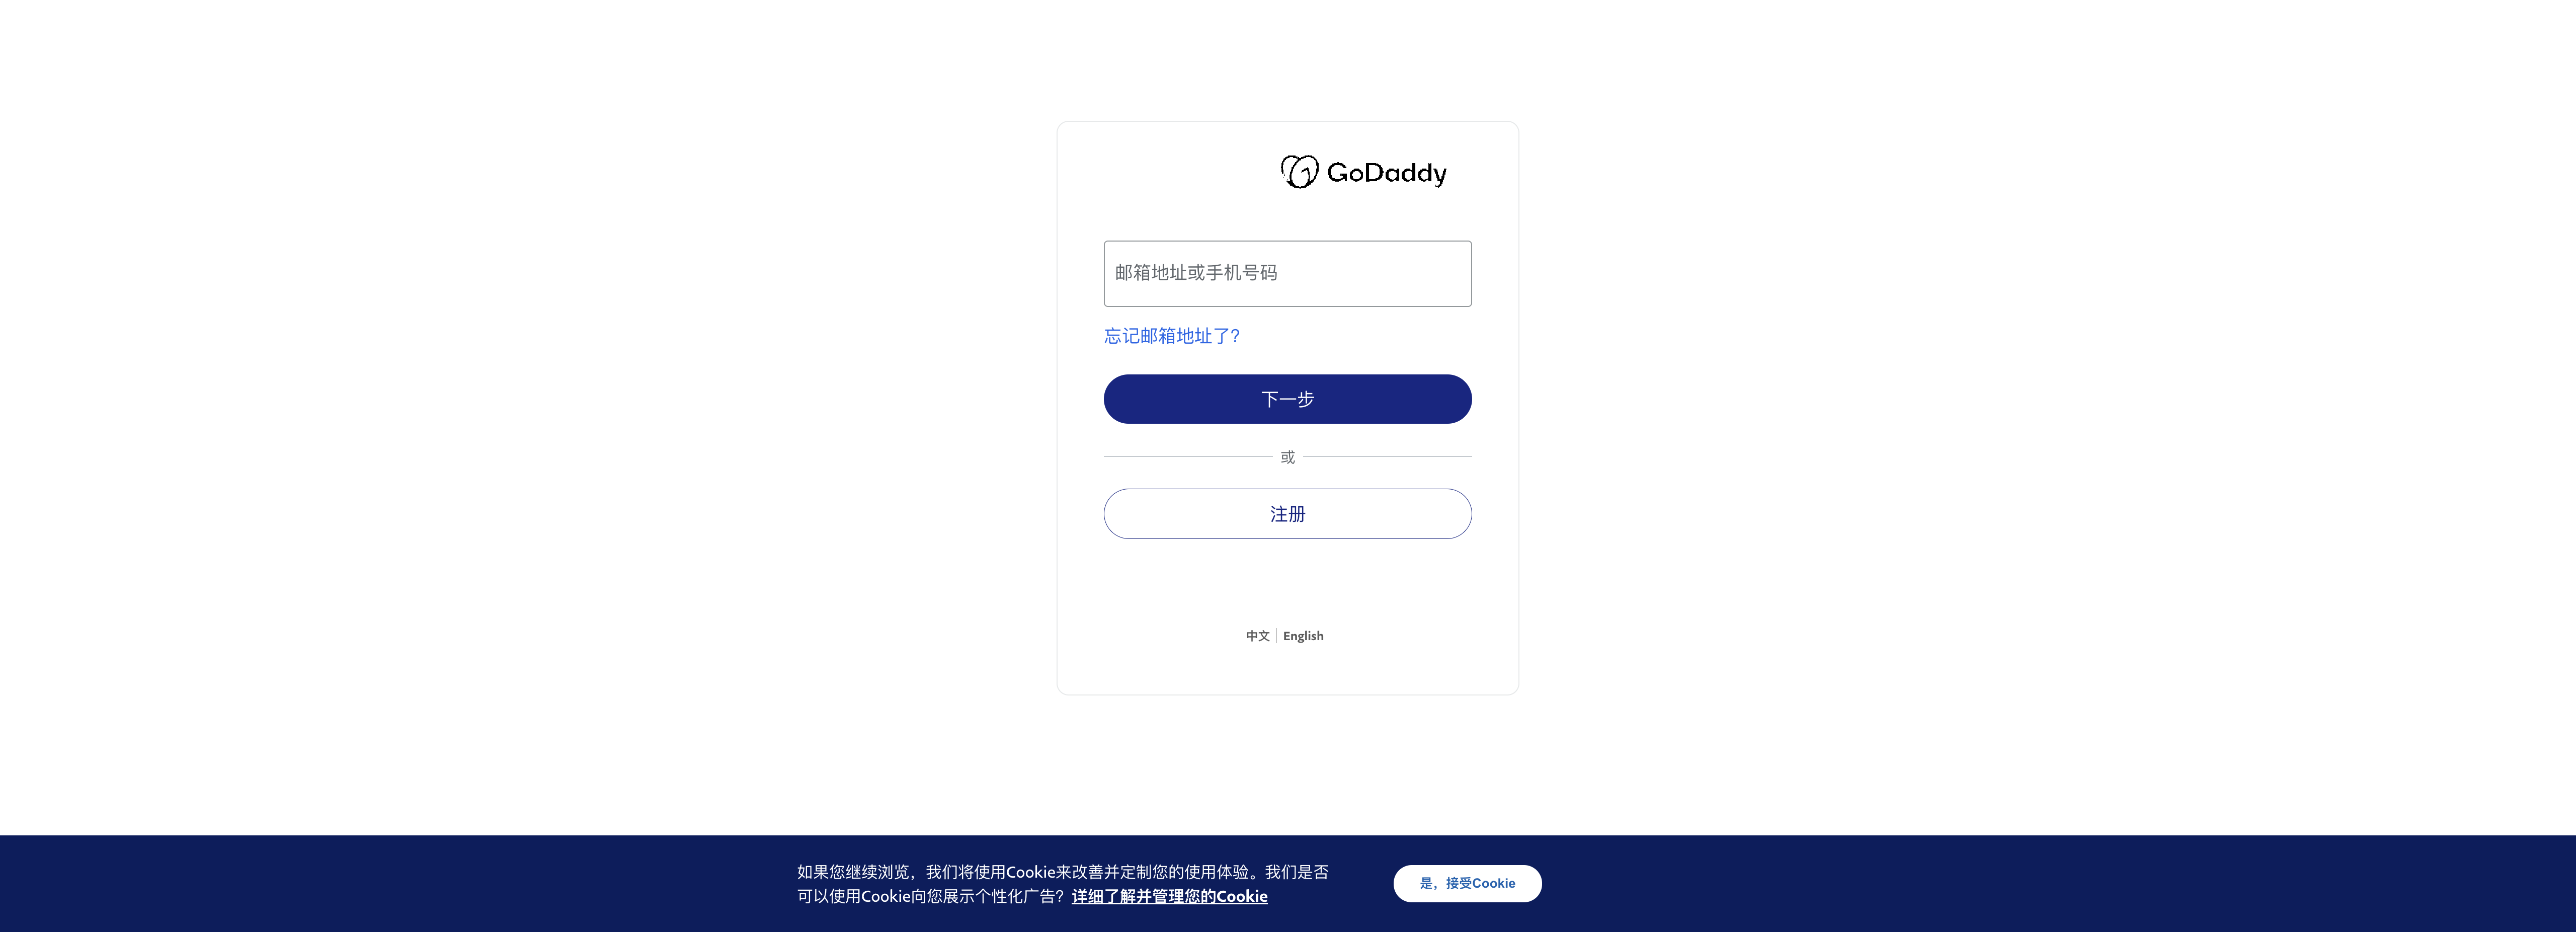 GoDaddy
邮箱地址或手机号码
忘记邮箱地址了？
下一步
或
注册
中文 | English
如果您继续浏览，我们将使用Cookie来改善并定制您的使用体验。我们是否
可以使用Cookie向您展示个性化广告？详细了解并管理您的Cookie
是，接受Cookie